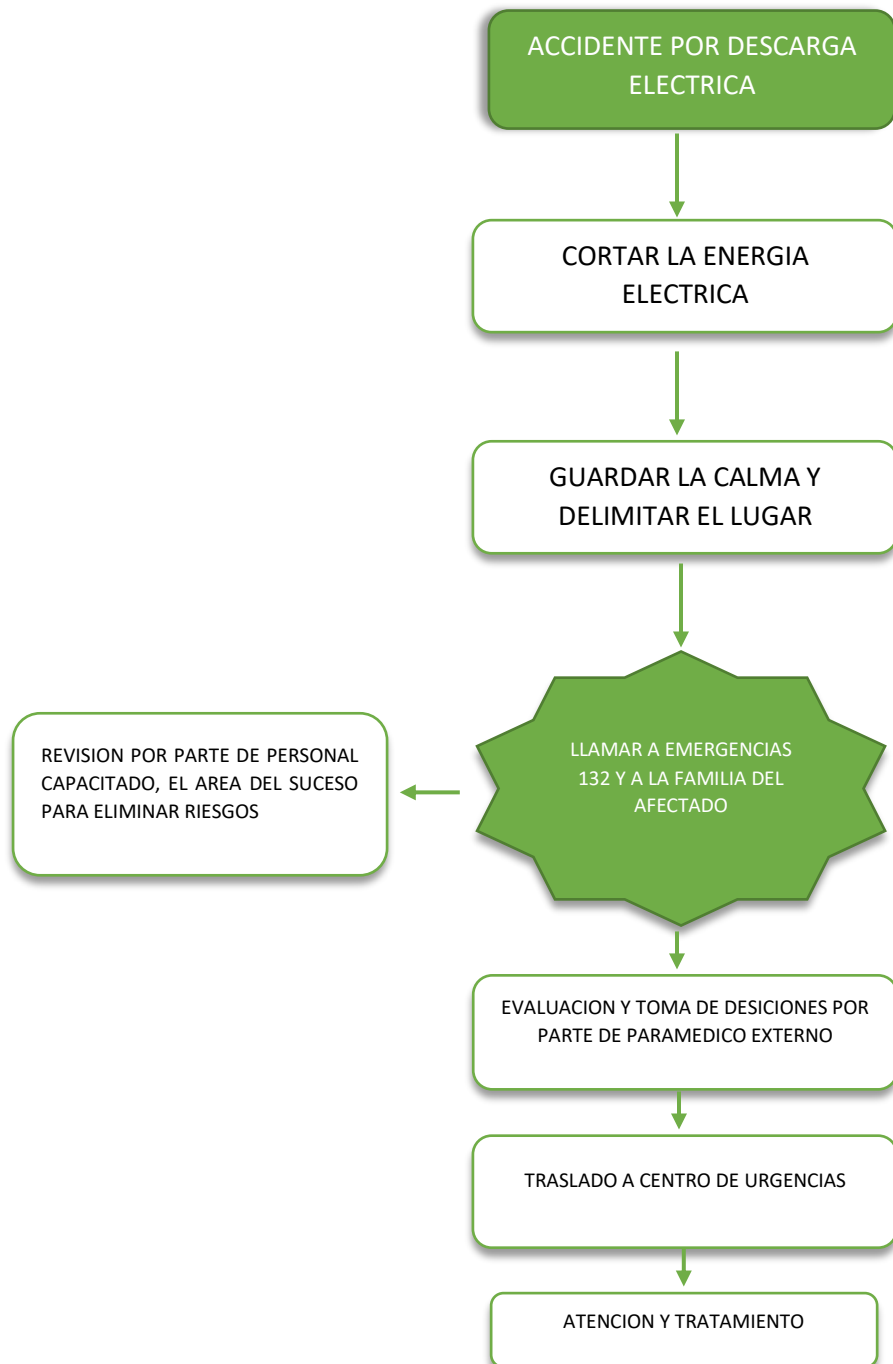 ACCIDENTE POR DESCARGA
ELECTRICA
CORTAR LA ENERGIA
ELECTRICA
GUARDAR LA CALMA Y
DELIMITAR EL LUGAR
LLAMAR A EMERGENCIAS
132 Y A LA FAMILIA DEL
AFECTADO
REVISION POR PARTE DE PERSONAL
CAPACITADO, EL AREA DEL SUCESO
PARA ELIMINAR RIESGOS
EVALUACION Y TOMA DE DESICIONES POR
PARTE DE PARAMEDICO EXTERNO
TRASLADO A CENTRO DE URGENCIAS
ATENCION Y TRATAMIENTO